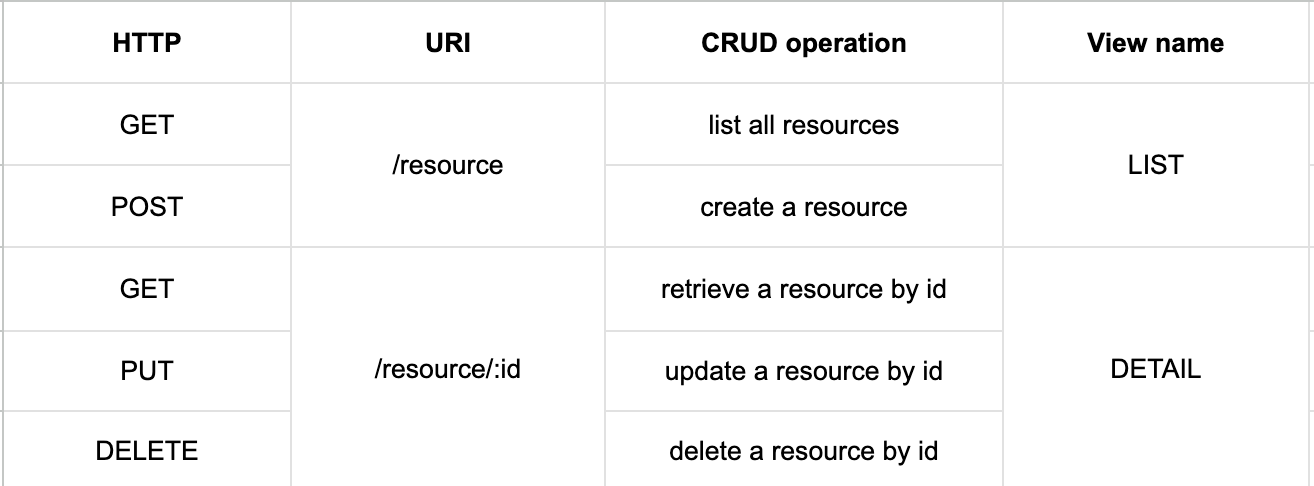 HTTP URI CRUD operation View name
GET list all resources
/resource LIST
POST create a resource
GET retrieve a resource by id
PUT /resource/:id update a resource by id DETAIL
DELETE delete a resource by id